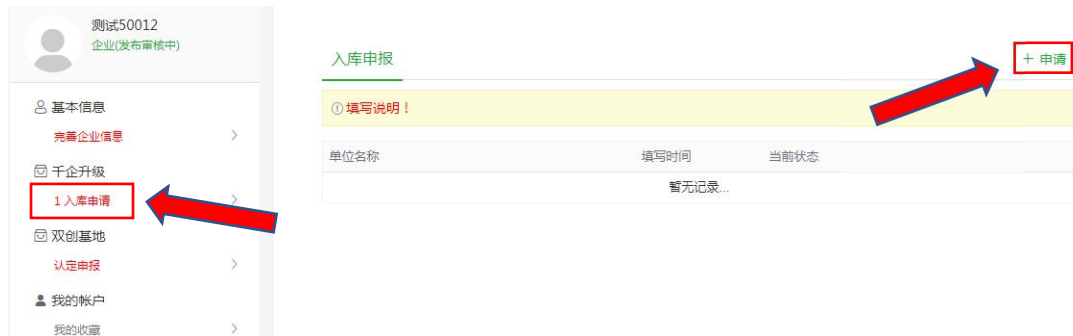 测试50012
企业(发布审核中)
基本信息
完善企业信息
千企升级
1 入库申请
双创基地
认定申报
我的帐户
我的收藏
入库申报
+ 申请
填写说明！
单位名称 填写时间 当前状态
暂无记录...